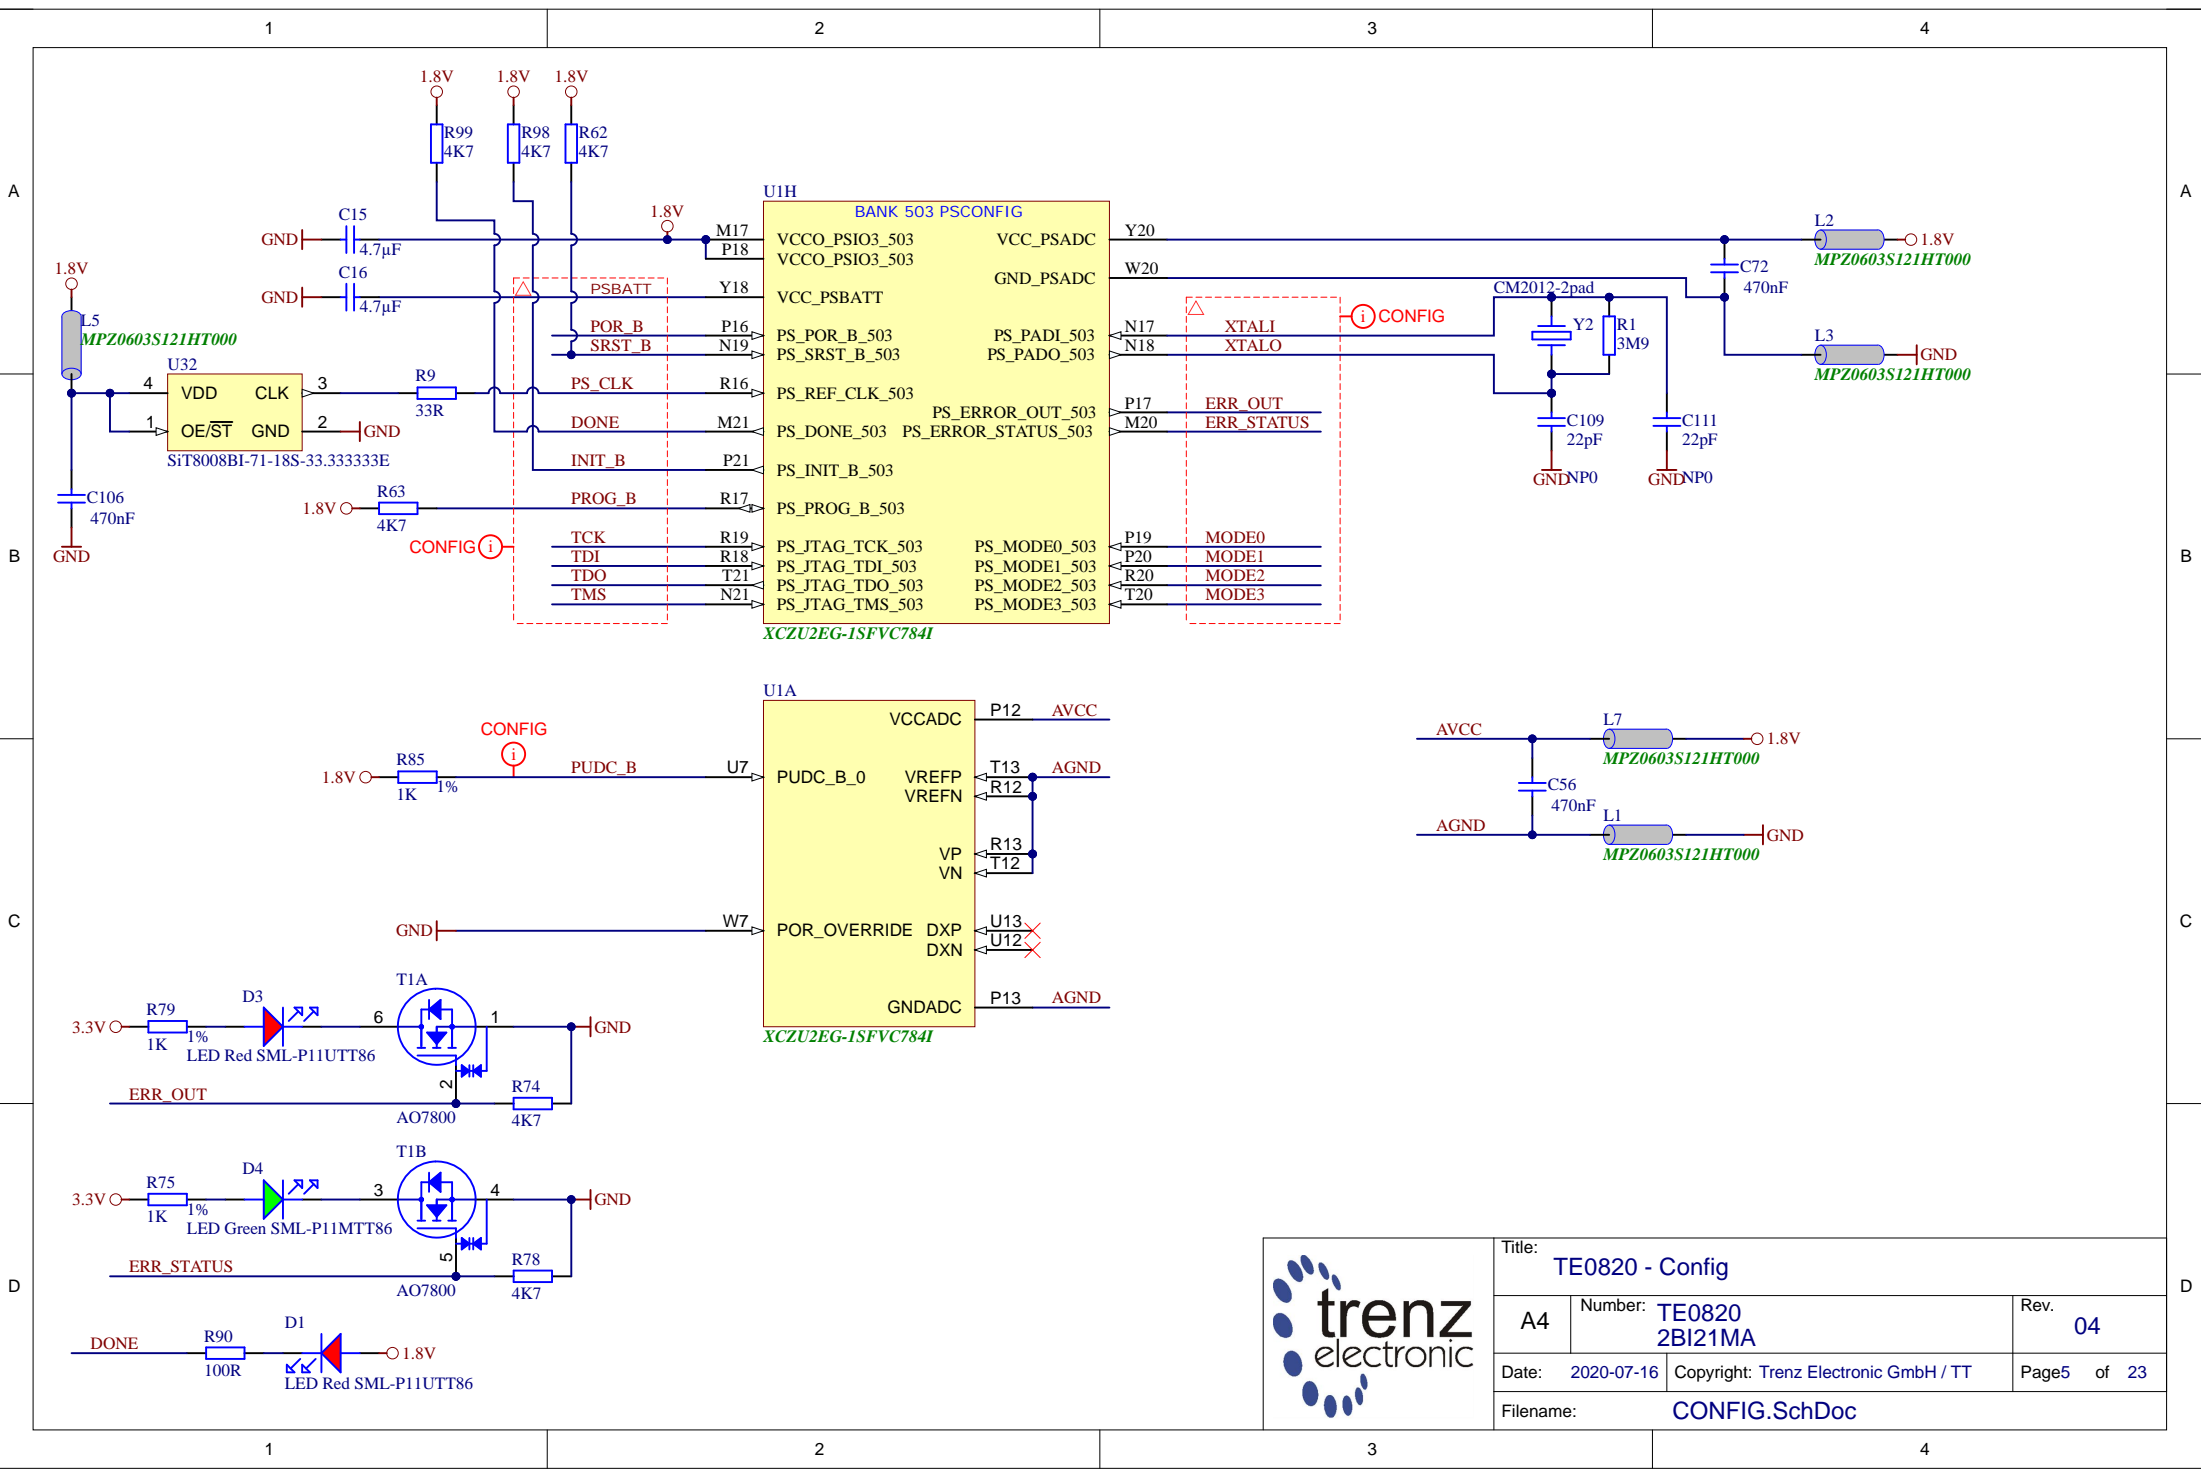 1 2 3 4
A A
B B
C C
D D
1.8V 1.8V 1.8V
R99 4K7
R98 4K7
R62 4K7
GND C15 4.7µF
1.8V
GND C16 4.7µF
1.8V
L5
MPZ0603S121HT000
U32
4 VDD CLK 3
1 OE/ST GND 2 GND
SiT8008BI-71-18S-33.333333E
C106
470nF
GND
R9
33R
1.8V R63
4K7
CONFIG i
PSBATT
POR_B
SRST_B
PS_CLK
DONE
INIT_B
PROG_B
TCK
TDI
TDO
TMS
U1H
BANK 503 PSCONFIG
M17 VCCO_PSIO3_503
P18 VCCO_PSIO3_503
Y18 VCC_PSBATT
P16 PS_POR_B_503
N19 PS_SRST_B_503
R16 PS_REF_CLK_503
M21 PS_DONE_503
P21 PS_INIT_B_503
R17 PS_PROG_B_503
R19 PS_JTAG_TCK_503
R18 PS_JTAG_TDI_503
T21 PS_JTAG_TDO_503
N21 PS_JTAG_TMS_503
VCC_PSADC Y20
GND_PSADC W20
PS_PADI_503 N17 XTALI
PS_PADO_503 N18 XTALO
PS_ERROR_OUT_503 P17 ERR_OUT
PS_ERROR_STATUS_503 M20 ERR_STATUS
PS_MODE0_503 P19 MODE0
PS_MODE1_503 P20 MODE1
PS_MODE2_503 R20 MODE2
PS_MODE3_503 T20 MODE3
XCZU2EG-1SFVC784I
i CONFIG
CM2012-2pad
Y2
R1
3M9
C109
22pF
GND NP0
C111
22pF
GND NP0
L2 1.8V
MPZ0603S121HT000
C72
470nF
L3 GND
MPZ0603S121HT000
U1A
CONFIG
i
1.8V R85 1%
1K
PUDC_B U7 PUDC_B_0
GND W7 POR_OVERRIDE
VCCADC P12 AVCC
VREFP T13 AGND
VREFN R12
VP R13
VN T12
DXP U13
DXN U12
GNDADC P13 AGND
XCZU2EG-1SFVC784I
AVCC L7 1.8V
MPZ0603S121HT000
C56
470nF
AGND L1 GND
MPZ0603S121HT000
3.3V R79 1%
1K
D3
LED Red SML-P11UTT86
T1A
6 1 GND
2
ERR_OUT
AO7800
R74
4K7
3.3V R75 1%
1K
D4
LED Green SML-P11MTT86
T1B
3 4 GND
5
ERR_STATUS
AO7800
R78
4K7
DONE R90
100R
D1 1.8V
LED Red SML-P11UTT86
trenz
electronic
Title:
TE0820 - Config
A4 Number: TE0820
2BI21MA
Rev.
04
Date: 2020-07-16 Copyright: Trenz Electronic GmbH / TT Page5 of 23
Filename: CONFIG.SchDoc
1 2 3 4